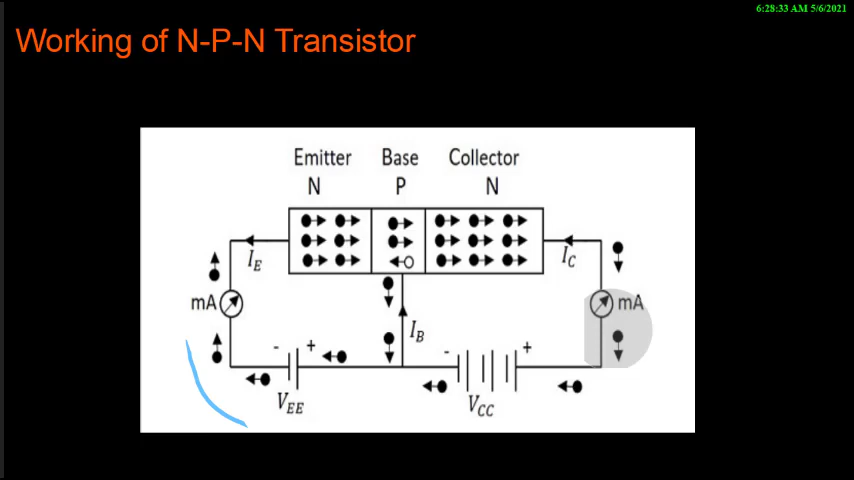 6:28:33 AM 5/6/2021
Working of N-P-N Transistor
Emitter Base Collector
N P N
I_E I_C
mA mA
I_B
- + - +
V_EE V_CC